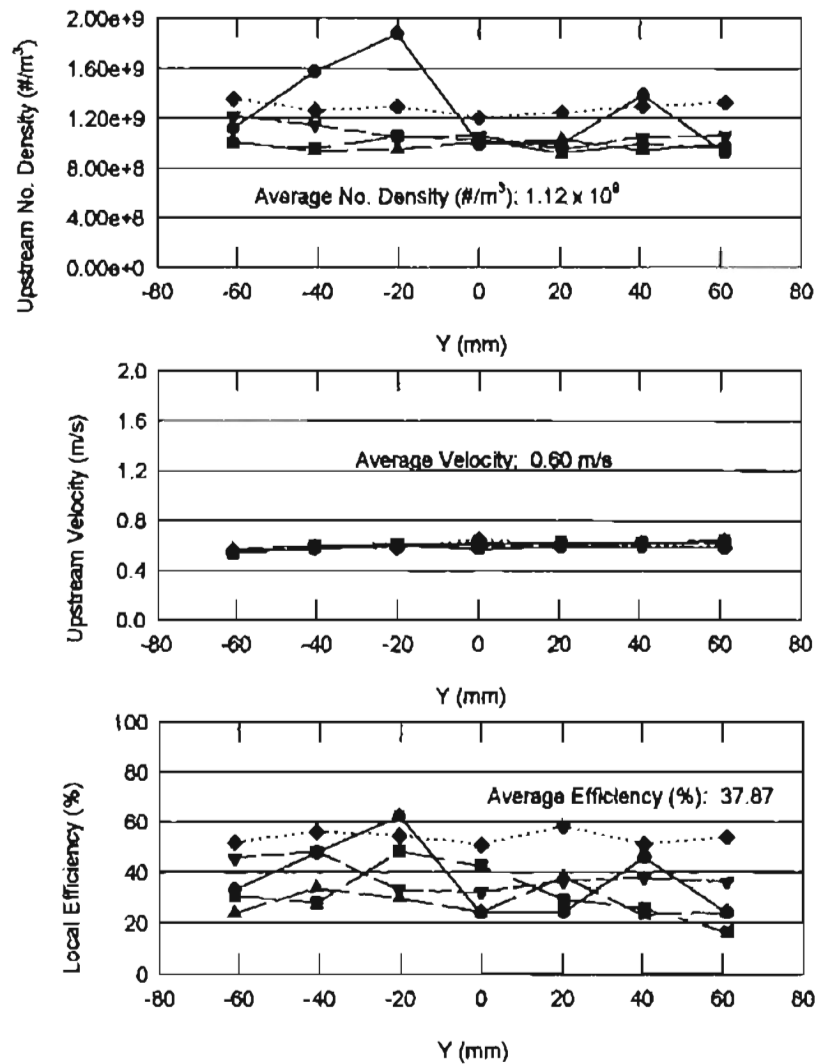 Upstream No. Density (#/m³)
2.00e+9
1.60e+9
1.20e+9
8.00e+8
4.00e+8
0.00e+0
Average No. Density (#/m³); 1.12 x 10⁹
-80 -60 -40 -20 0 20 40 60 80
Y (mm)
Upstream Velocity (m/s)
2.0
1.6
1.2
0.8
0.4
0.0
Average Velocity; 0.60 m/s
-80 -60 -40 -20 0 20 40 60 80
Y (mm)
Local Efficiency (%)
100
80
60
40
20
0
Average Efficiency (%): 37.87
-80 -60 -40 -20 0 20 40 60 80
Y (mm)